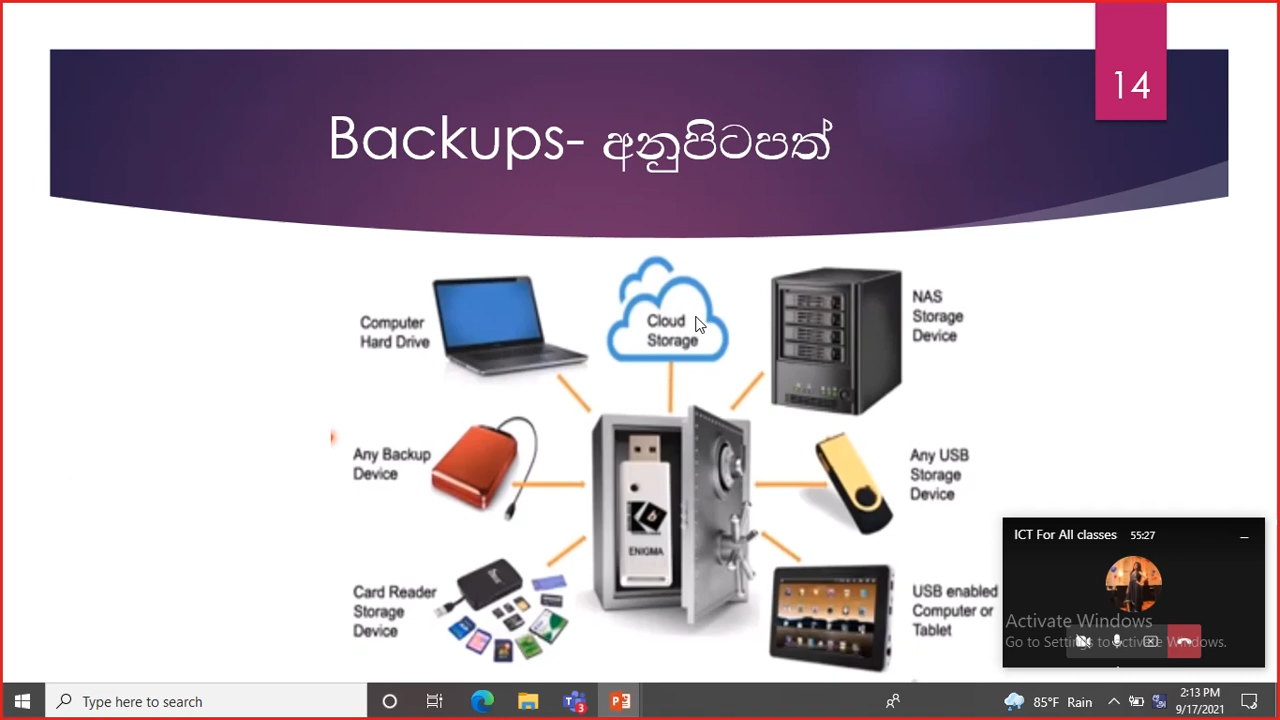 14
Backups- අනුපිටපත්
Computer
Hard Drive
Cloud
Storage
NAS
Storage
Device
Any Backup
Device
Any USB
Storage
Device
ENIGMA
Card Reader
Storage
Device
USB enabled
Computer or
Tablet
ICT For All classes 55:27
Activate Windows
Go to Settings to Activate Windows.
Type here to search
3
85°F Rain
2:13 PM
9/17/2021